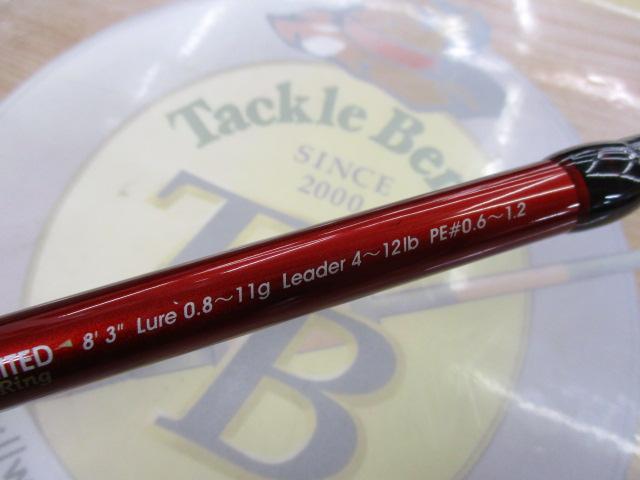 Tackle Ber
SINCE
2000
TB
ITED 8' 3" Lure 0.8～11g Leader 4～12lb PE#0.6～1.2
Ring